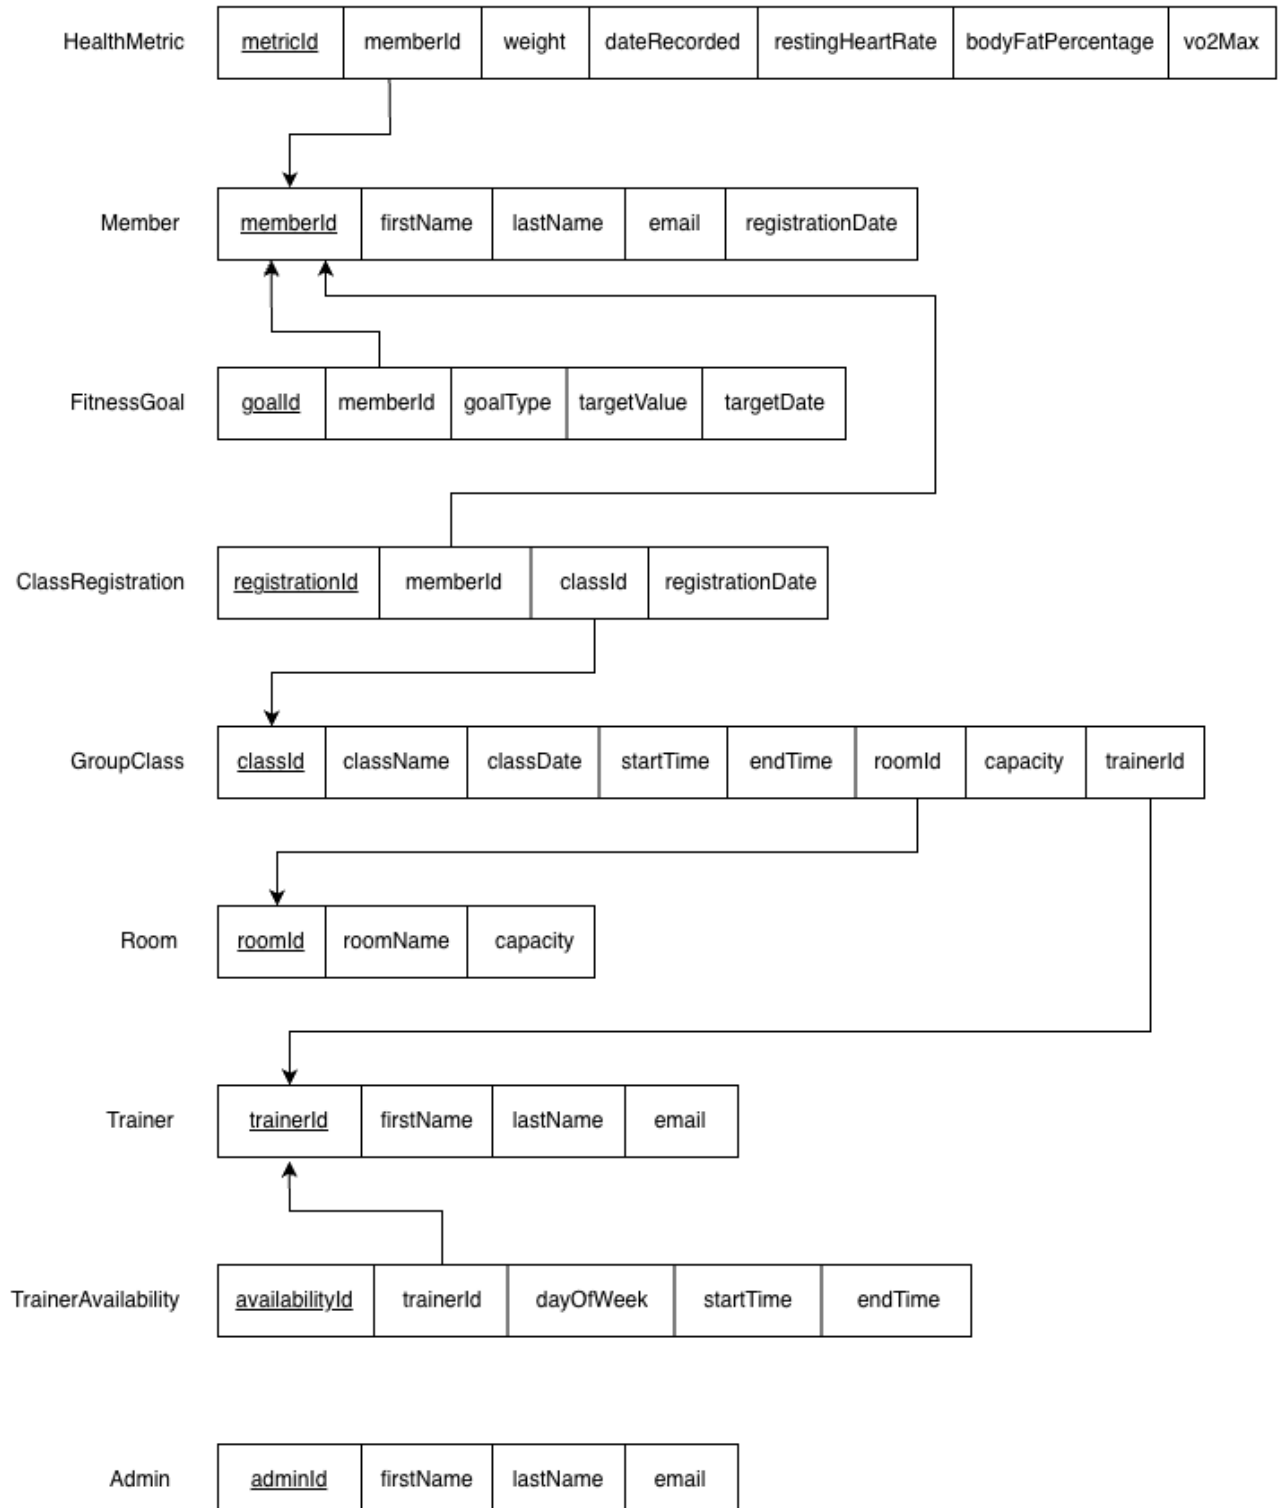 HealthMetric metricId memberId weight dateRecorded restingHeartRate bodyFatPercentage vo2Max
Member memberId firstName lastName email registrationDate
FitnessGoal goalId memberId goalType targetValue targetDate
ClassRegistration registrationId memberId classId registrationDate
GroupClass classId className classDate startTime endTime roomId capacity trainerId
Room roomId roomName capacity
Trainer trainerId firstName lastName email
TrainerAvailability availabilityId trainerId dayOfWeek startTime endTime
Admin adminId firstName lastName email